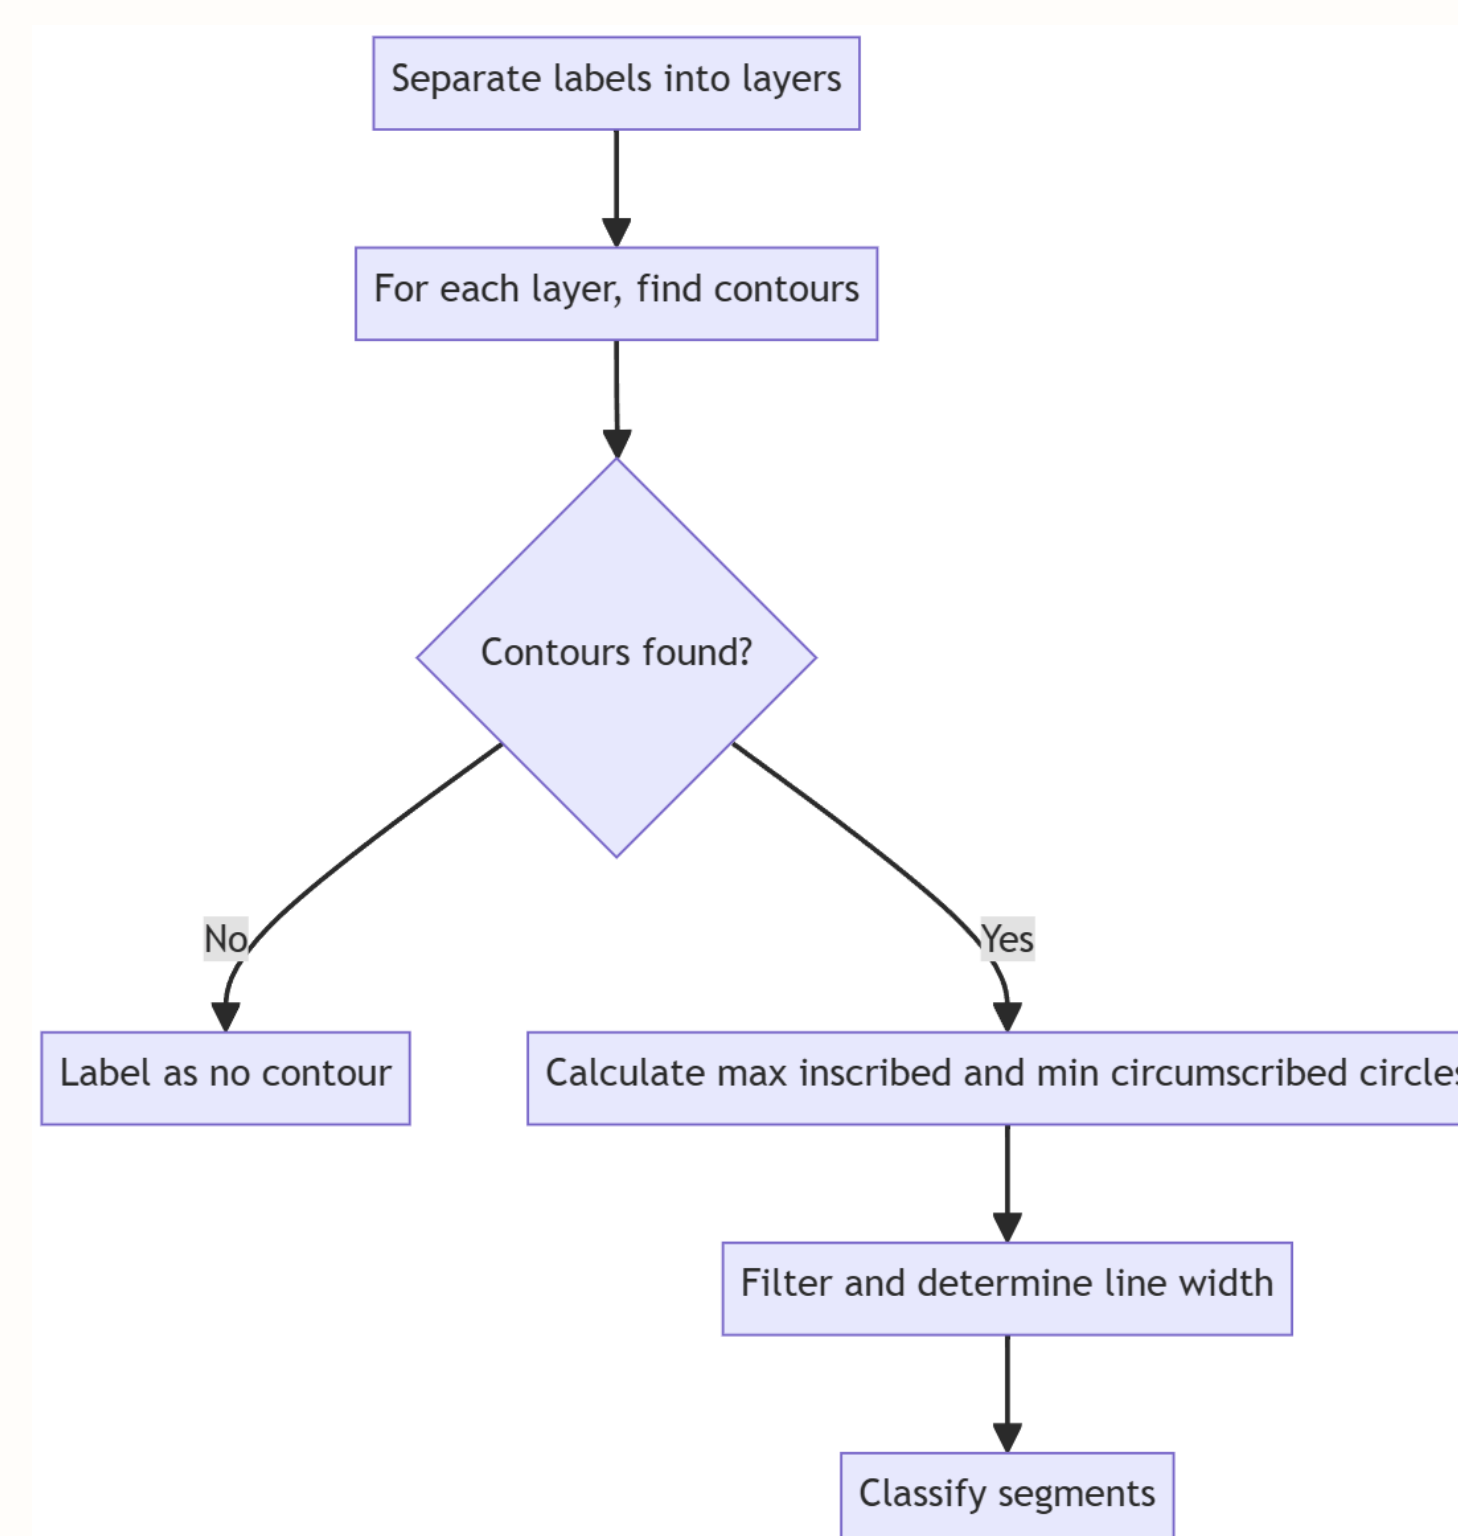 Separate labels into layers
For each layer, find contours
Contours found?
No
Yes
Label as no contour
Calculate max inscribed and min circumscribed circles
Filter and determine line width
Classify segments